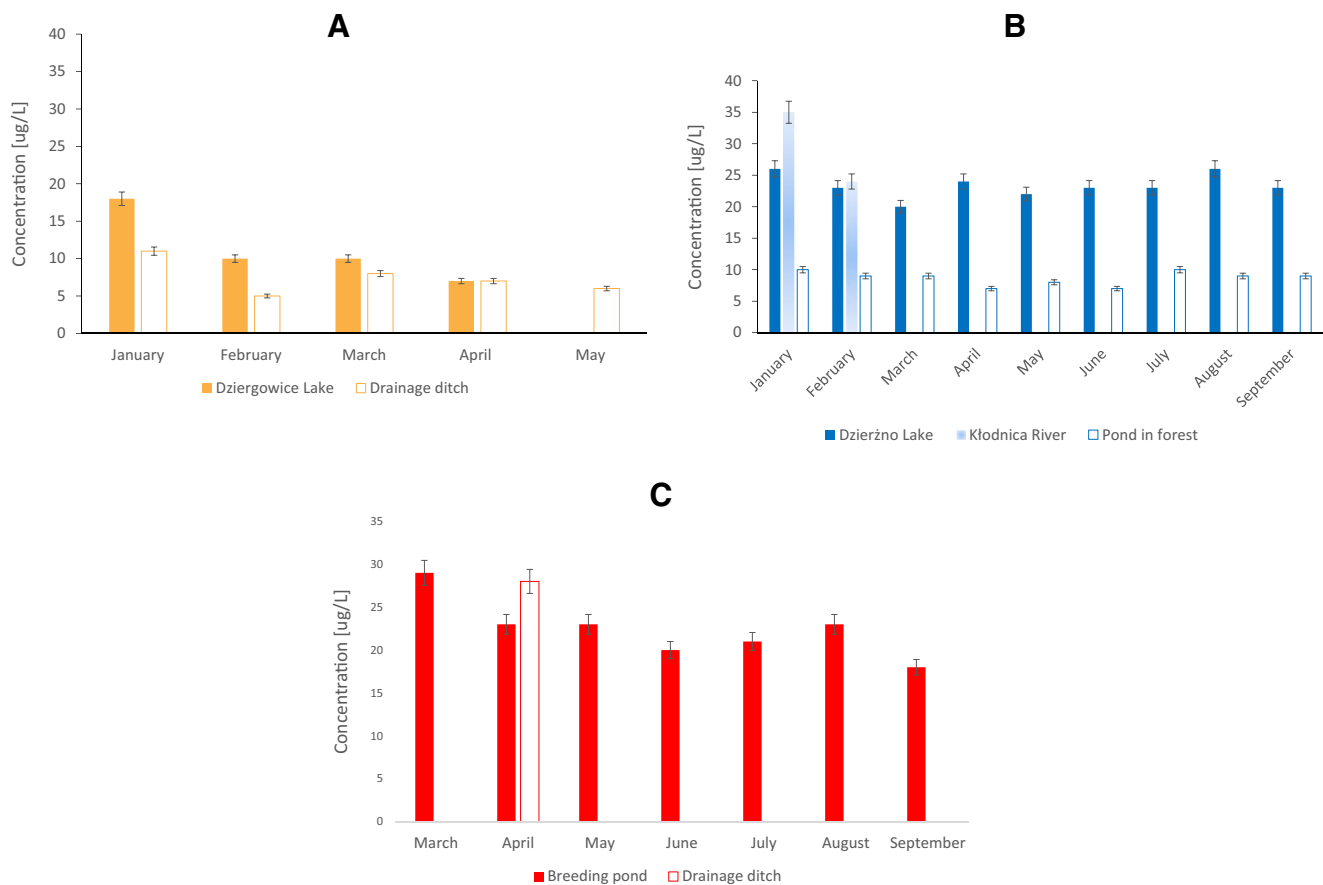 A
Concentration [ug/L]
40
35
30
25
20
15
10
5
0
January February March April May
Dziergowice Lake Drainage ditch
B
Concentration [ug/L]
40
35
30
25
20
15
10
5
0
January February March April May June July August September
Dzierżno Lake Kłodnica River Pond in forest
C
Concentration [ug/L]
35
30
25
20
15
10
5
0
March April May June July August September
Breeding pond Drainage ditch